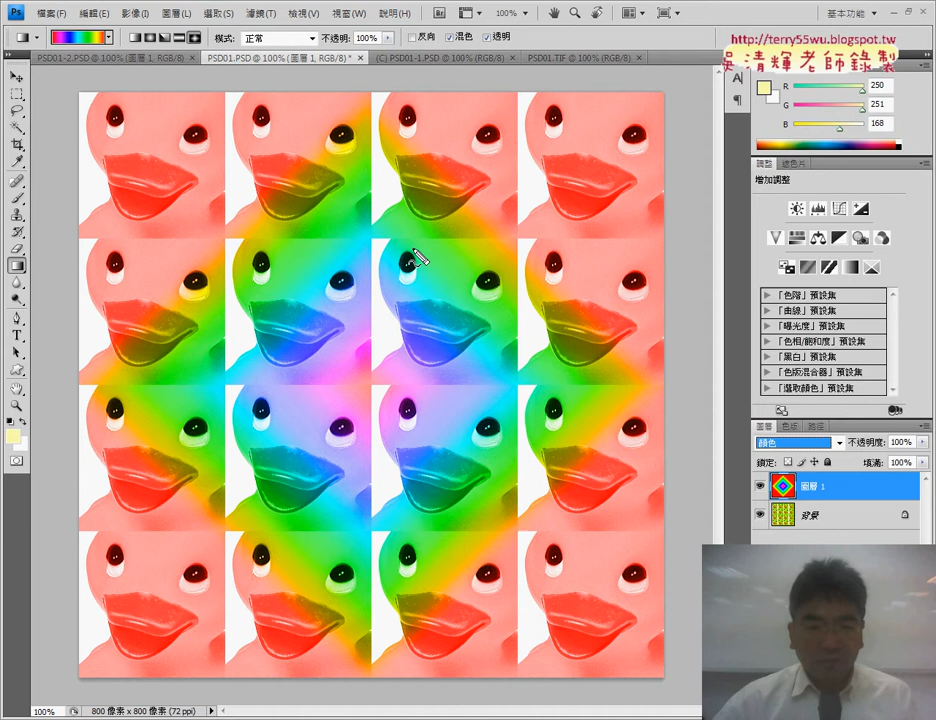 Ps 檔案(F) 編輯(E) 影像(I) 圖層(L) 選取(S) 濾鏡(T) 檢視(V) 視窗(W) 說明(H) Br 100% 基本功能
模式: 正常 不透明: 100% 反向 混色 透明
http://terry55wu.blogspot.tw
吳清輝老師錄製
PSD01-2.PSD @ 100% (圖層 1, RGB/8) PSD01.PSD @ 100% (圖層 1, RGB/8) * (C) PSD01-1.PSD @ 100% (RGB/8) PSD01.TIF @ 100% (RGB/8)
R 250
G 251
B 168
調整 遮色片
增加調整
「色階」預設集
「曲線」預設集
「曝光度」預設集
「色相/飽和度」預設集
「黑白」預設集
「色版混合器」預設集
「選取顏色」預設集
圖層 色版 路徑
顏色 不透明度: 100%
鎖定: 填滿: 100%
圖層 1
背景
100% 800 像素 x 800 像素 (72 ppi)